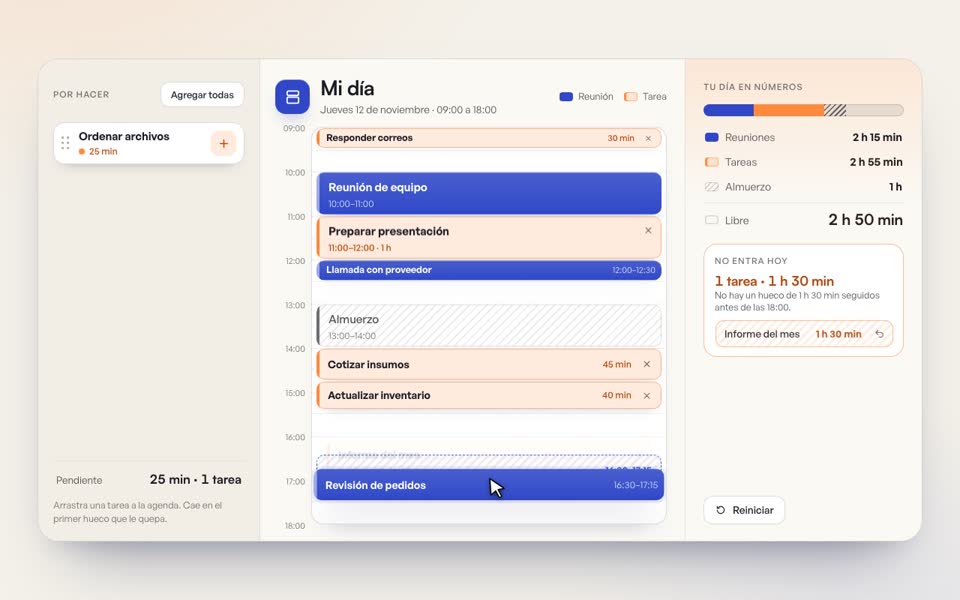 POR HACER
Agregar todas
Ordenar archivos
25 min
Pendiente
25 min · 1 tarea
Arrastra una tarea a la agenda. Cae en el
primer hueco que le quepa.
Mi día
Jueves 12 de noviembre · 09:00 a 18:00
Reunión
Tarea
09:00
Responder correos
30 min
10:00
Reunión de equipo
10:00–11:00
11:00
Preparar presentación
11:00–12:00 · 1 h
12:00
Llamada con proveedor
12:00–12:30
13:00
Almuerzo
13:00–14:00
14:00
Cotizar insumos
45 min
15:00
Actualizar inventario
40 min
16:00
Informe del mes
17:00
Revisión de pedidos
16:30–17:15
18:00
TU DÍA EN NÚMEROS
Reuniones
2 h 15 min
Tareas
2 h 55 min
Almuerzo
1 h
Libre
2 h 50 min
NO ENTRA HOY
1 tarea · 1 h 30 min
No hay un hueco de 1 h 30 min seguidos
antes de las 18:00.
Informe del mes
1 h 30 min
Reiniciar